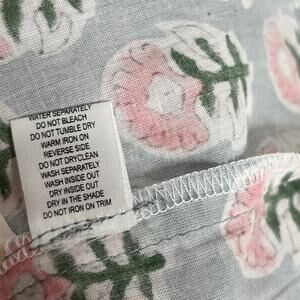 WATER SEPARATELY
DO NOT BLEACH
DO NOT TUMBLE DRY
WARM IRON ON
REVERSE SIDE
DO NOT DRYCLEAN
WASH SEPARATELY
WASH INSIDE OUT
DRY INSIDE OUT
DRY IN THE SHADE
DO NOT IRON ON TRIM